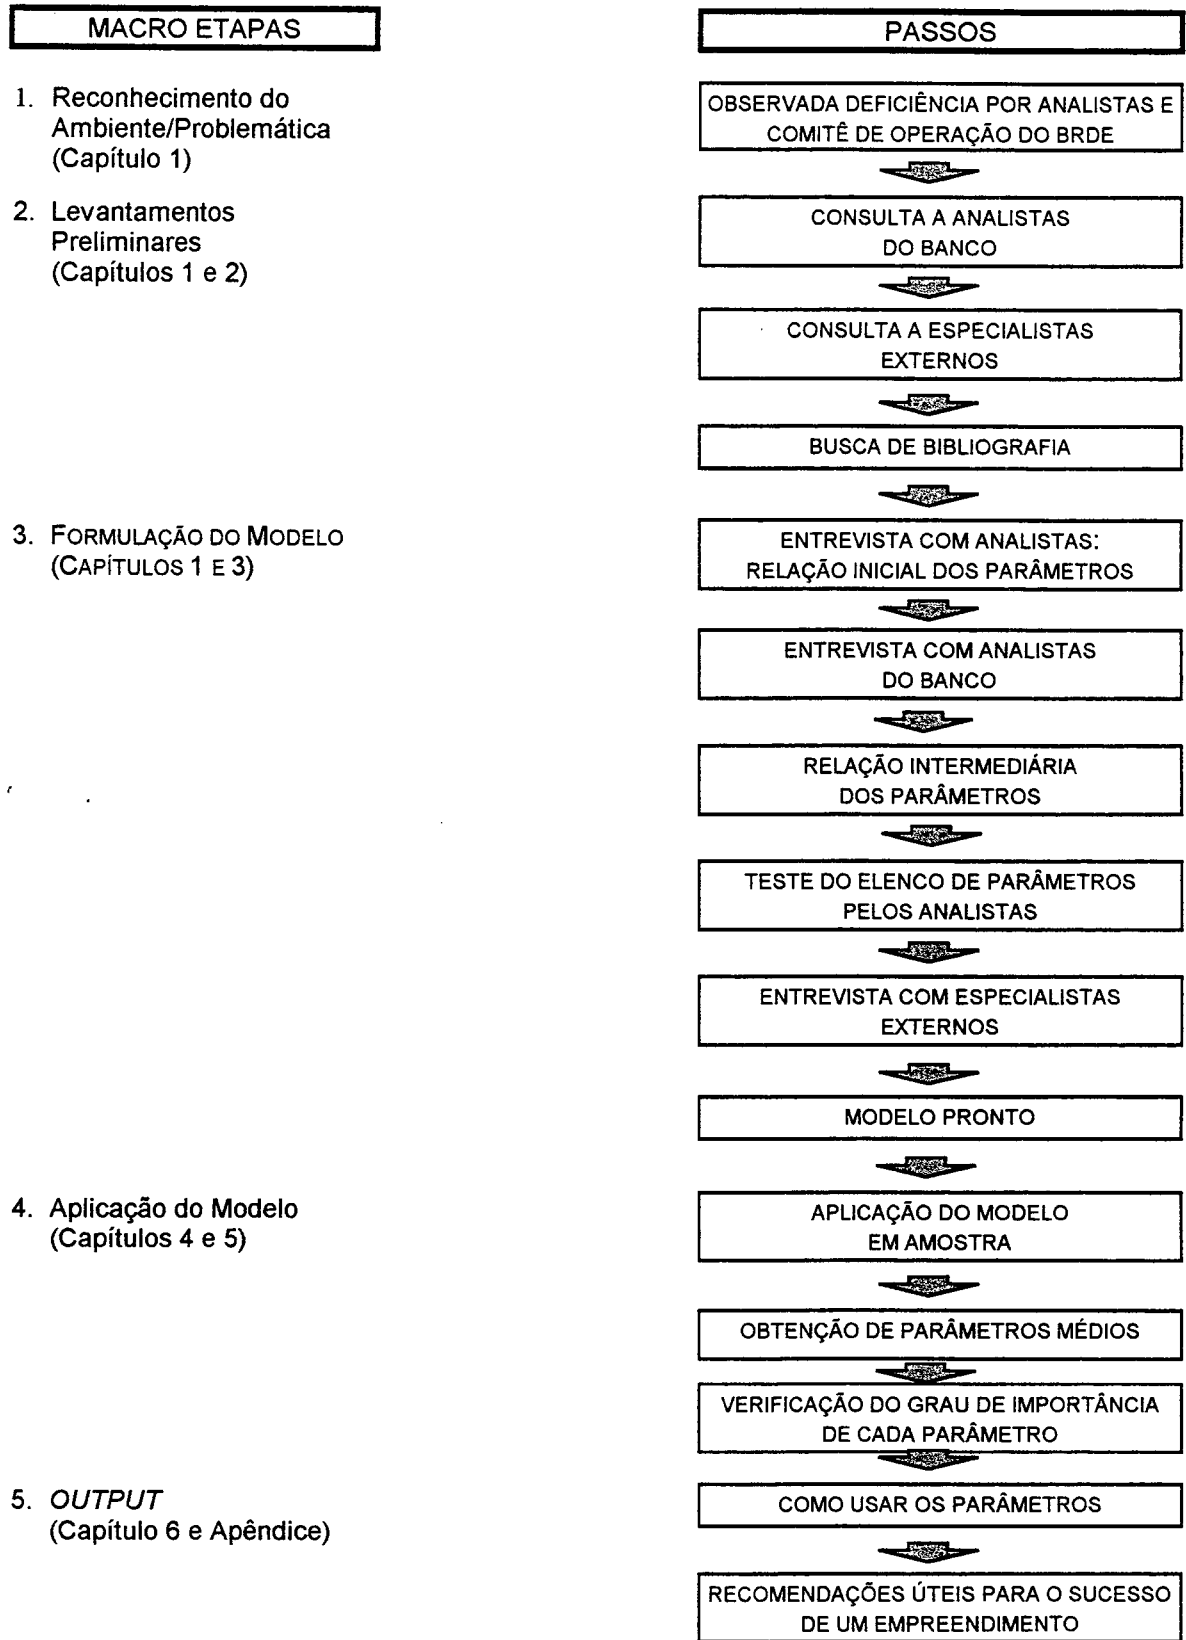 MACRO ETAPAS
1. Reconhecimento do
Ambiente/Problemática
(Capítulo 1)
2. Levantamentos
Preliminares
(Capítulos 1 e 2)
3. FORMULAÇÃO DO MODELO
(CAPÍTULOS 1 E 3)
4. Aplicação do Modelo
(Capítulos 4 e 5)
5. OUTPUT
(Capítulo 6 e Apêndice)
PASSOS
OBSERVADA DEFICIÊNCIA POR ANALISTAS E
COMITÊ DE OPERAÇÃO DO BRDE
CONSULTA A ANALISTAS
DO BANCO
CONSULTA A ESPECIALISTAS
EXTERNOS
BUSCA DE BIBLIOGRAFIA
ENTREVISTA COM ANALISTAS:
RELAÇÃO INICIAL DOS PARÂMETROS
ENTREVISTA COM ANALISTAS
DO BANCO
RELAÇÃO INTERMEDIÁRIA
DOS PARÂMETROS
TESTE DO ELENCO DE PARÂMETROS
PELOS ANALISTAS
ENTREVISTA COM ESPECIALISTAS
EXTERNOS
MODELO PRONTO
APLICAÇÃO DO MODELO
EM AMOSTRA
OBTENÇÃO DE PARÂMETROS MÉDIOS
VERIFICAÇÃO DO GRAU DE IMPORTÂNCIA
DE CADA PARÂMETRO
COMO USAR OS PARÂMETROS
RECOMENDAÇÕES ÚTEIS PARA O SUCESSO
DE UM EMPREENDIMENTO